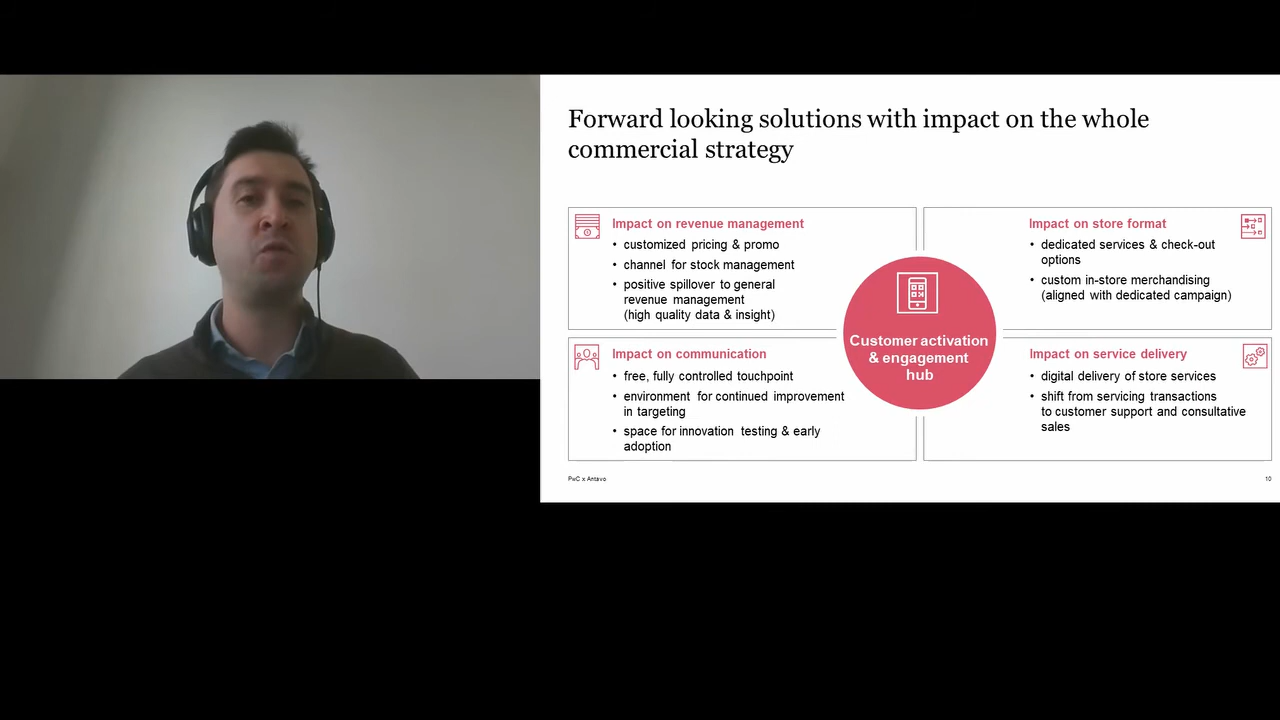 Forward looking solutions with impact on the whole
commercial strategy
Impact on revenue management
• customized pricing & promo
• channel for stock management
• positive spillover to general
revenue management
(high quality data & insight)
Impact on store format
• dedicated services & check-out
options
• custom in-store merchandising
(aligned with dedicated campaign)
Customer activation
& engagement
hub
Impact on communication
• free, fully controlled touchpoint
• environment for continued improvement
in targeting
• space for innovation testing & early
adoption
Impact on service delivery
• digital delivery of store services
• shift from servicing transactions
to customer support and consultative
sales
PwC x Antavo
10